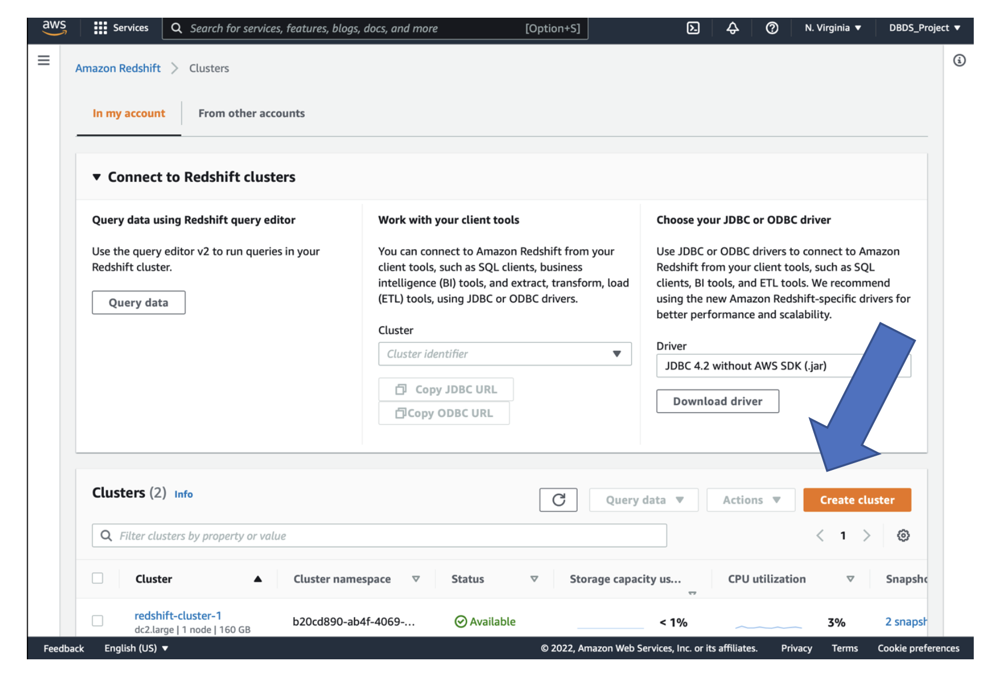 aws
Services
Search for services, features, blogs, docs, and more
[Option+S]
N. Virginia
DBDS_Project
Amazon Redshift
Clusters
In my account
From other accounts
Connect to Redshift clusters
Query data using Redshift query editor
Use the query editor v2 to run queries in your
Redshift cluster.
Query data
Work with your client tools
You can connect to Amazon Redshift from your
client tools, such as SQL clients, business
intelligence (BI) tools, and extract, transform, load
(ETL) tools, using JDBC or ODBC drivers.
Cluster
Cluster identifier
Copy JDBC URL
Copy ODBC URL
Choose your JDBC or ODBC driver
Use JDBC or ODBC drivers to connect to Amazon
Redshift from your client tools, such as SQL
clients, BI tools, and ETL tools. We recommend
using the new Amazon Redshift-specific drivers for
better performance and scalability.
Driver
JDBC 4.2 without AWS SDK (.jar)
Download driver
Clusters (2) Info
Query data
Actions
Create cluster
Filter clusters by property or value
1
Cluster
Cluster namespace
Status
Storage capacity us...
CPU utilization
Snapsho
redshift-cluster-1
dc2.large | 1 node | 160 GB
b20cd890-ab4f-4069-...
Available
< 1%
3%
2 snapsh
Feedback
English (US)
© 2022, Amazon Web Services, Inc. or its affiliates.
Privacy
Terms
Cookie preferences